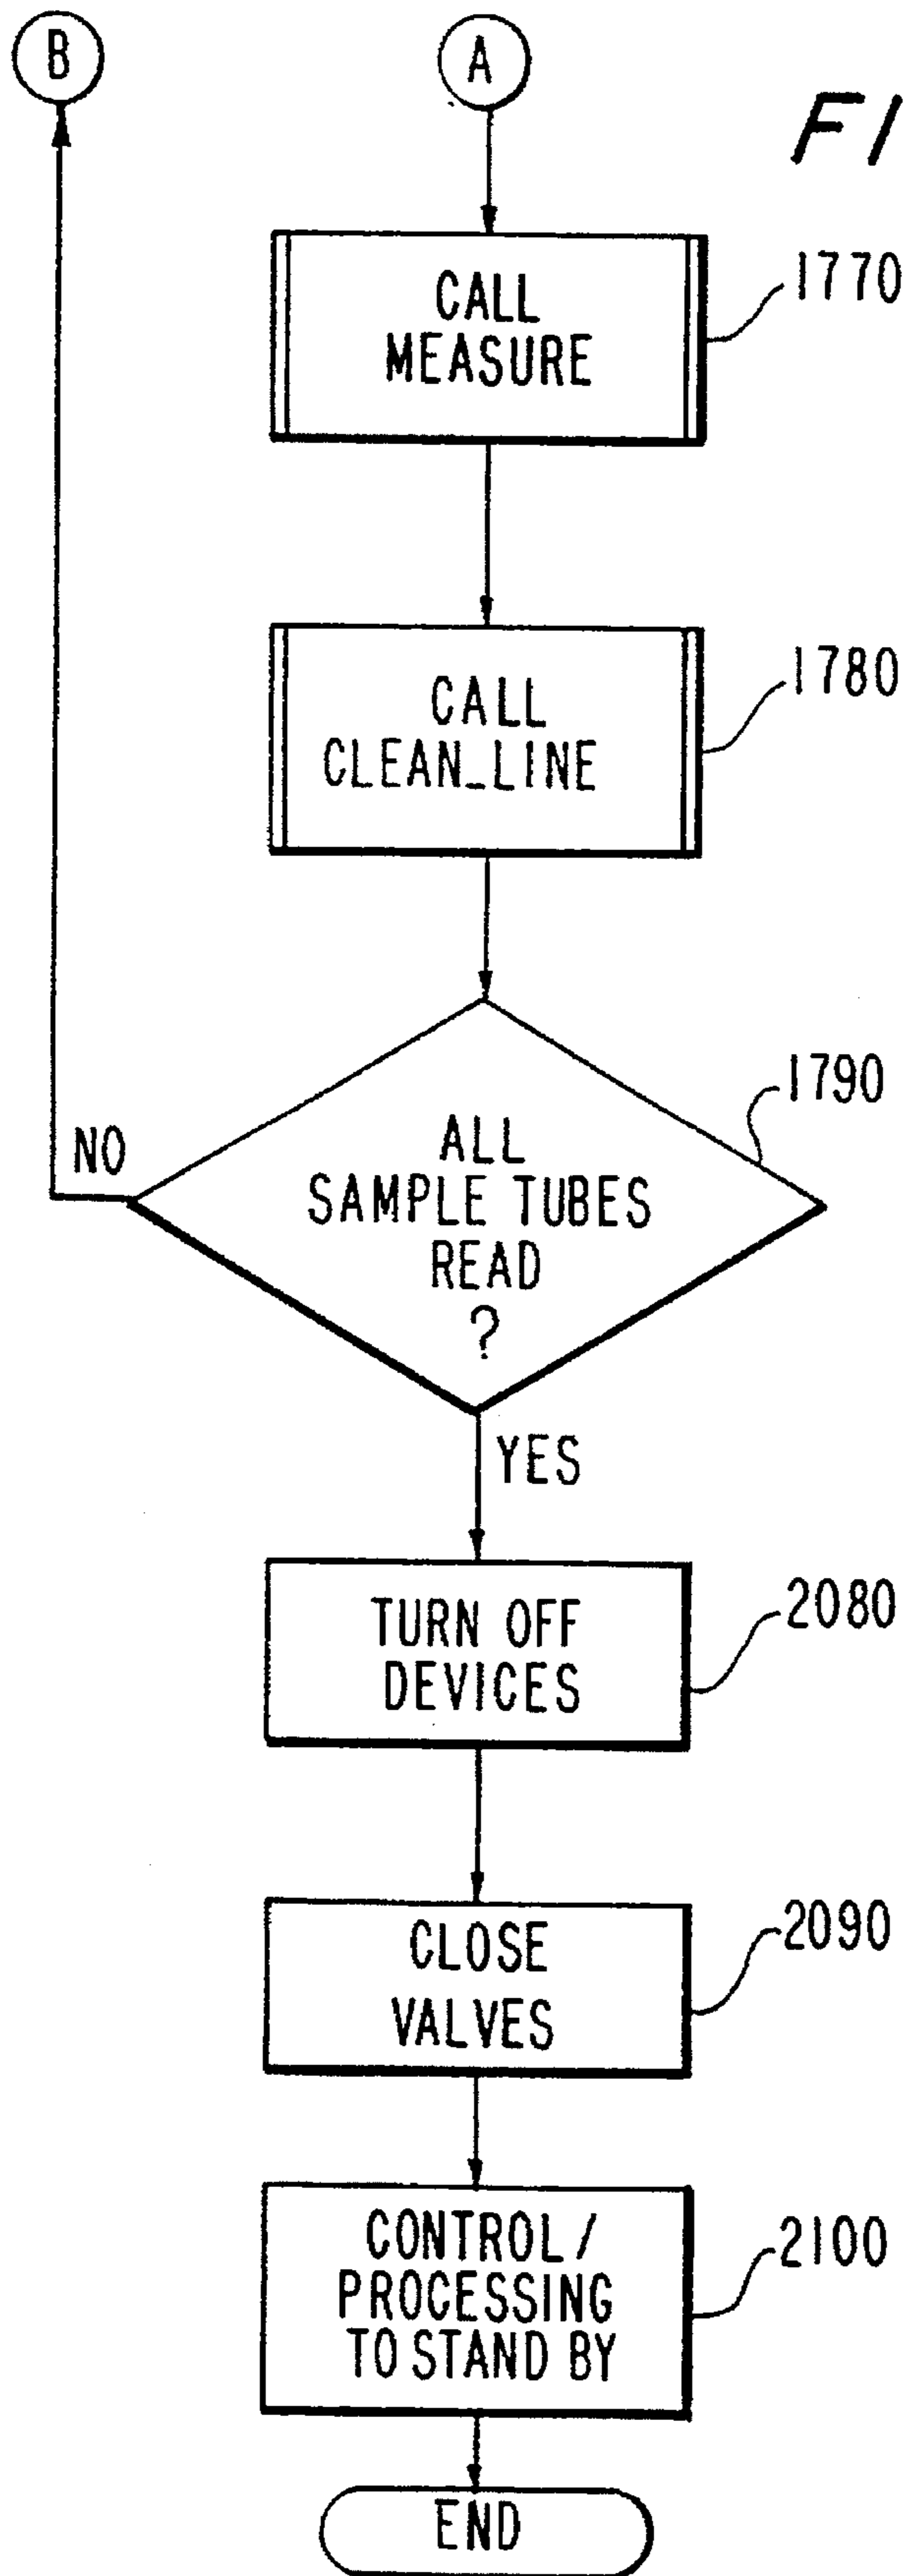 B
A
FI
CALL
MEASURE
1770
CALL
CLEAN_LINE
1780
ALL
SAMPLE TUBES
READ
?
1790
NO
YES
TURN OFF
DEVICES
2080
CLOSE
VALVES
2090
CONTROL/
PROCESSING
TO STAND BY
2100
END